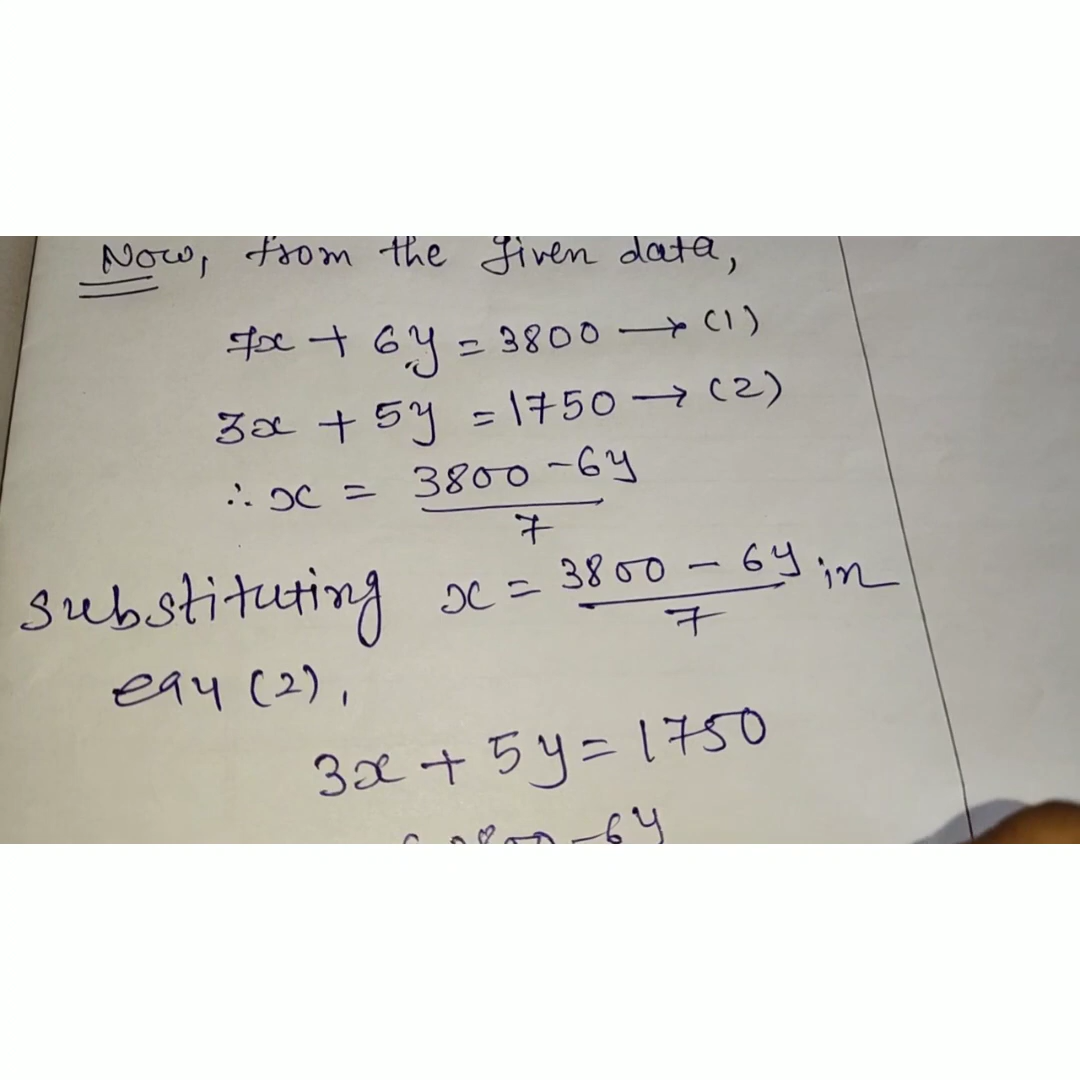 Now, from the given data,
7x + 6y = 3800 → (1)
3x + 5y = 1750 → (2)
∴ x = (3800 - 6y)/7
Substituting x = (3800 - 6y)/7 in
eqn (2),
3x + 5y = 1750